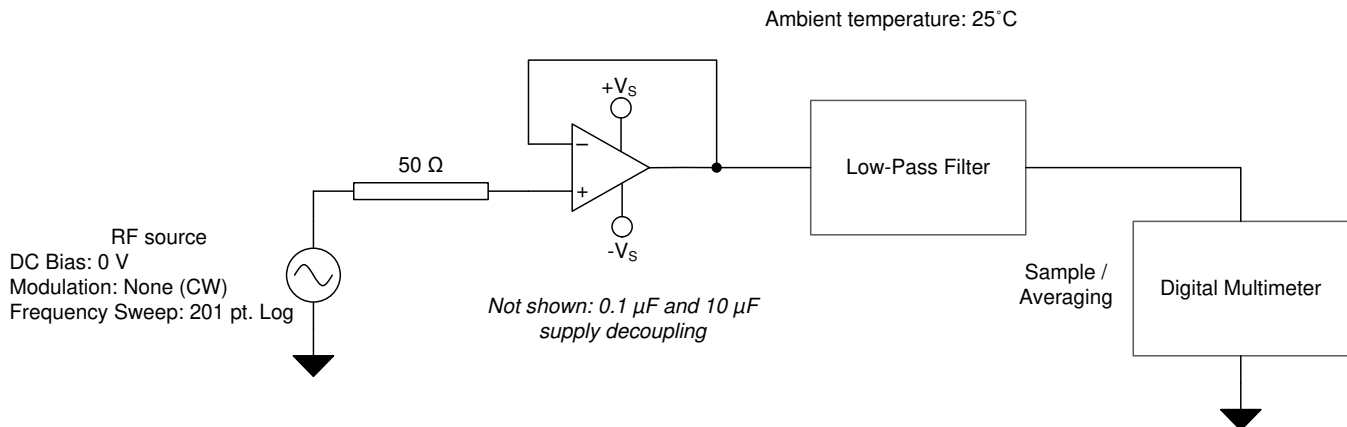 Ambient temperature: 25˚C
+VS
−
50 Ω
+
Low-Pass Filter
RF source
DC Bias: 0 V
Modulation: None (CW)
Frequency Sweep: 201 pt. Log
-VS
Not shown: 0.1 µF and 10 µF
supply decoupling
Sample /
Averaging
Digital Multimeter